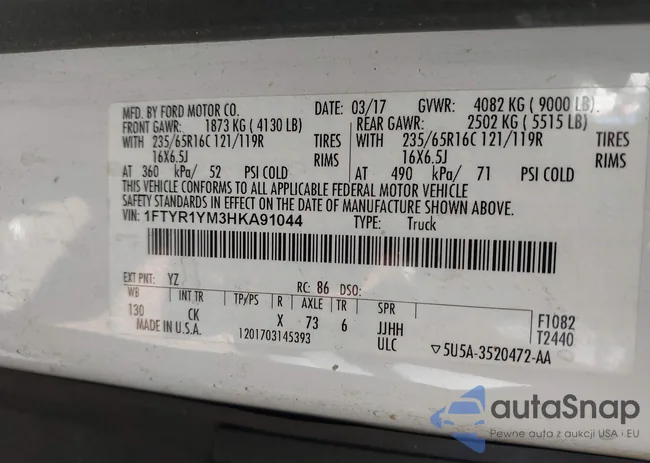 MFD. BY FORD MOTOR CO. DATE: 03/17 GVWR: 4082 KG ( 9000 LB)
FRONT GAWR: 1873 KG ( 4130 LB) REAR GAWR: 2502 KG ( 5515 LB)
WITH 235/65R16C 121/119R TIRES WITH 235/65R16C 121/119R TIRES
16X6.5J RIMS 16X6.5J RIMS
AT 360 kPa/ 52 PSI COLD AT 490 kPa/ 71 PSI COLD
THIS VEHICLE CONFORMS TO ALL APPLICABLE FEDERAL MOTOR VEHICLE
SAFETY STANDARDS IN EFFECT ON THE DATE OF MANUFACTURE SHOWN ABOVE.
VIN: 1FTYR1YM3HKA91044 TYPE: Truck
EXT PNT: YZ RC: 86 DSO:
WB INT TR TP/PS R AXLE TR SPR
130 CK X 73 6 JJHH F1082
MADE IN U.S.A. 1201703145393 ULC ▽5U5A-3520472-AA T2440
autoSnap
Pewne auta z aukcji USA i EU